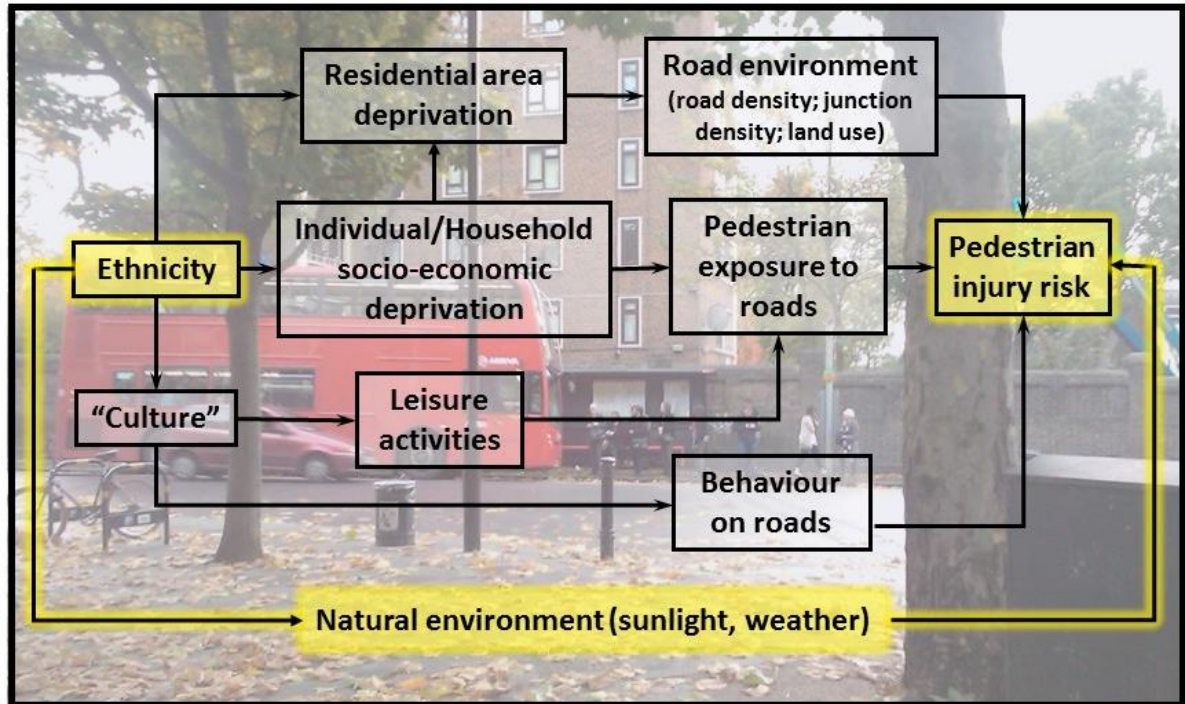 Residential area
deprivation
Road environment
(road density; junction
density; land use)
Individual/Household
socio-economic
deprivation
Pedestrian
exposure to
roads
Pedestrian
injury risk
Ethnicity
“Culture”
Leisure
activities
ARRIVA
Behaviour
on roads
Natural environment (sunlight, weather)